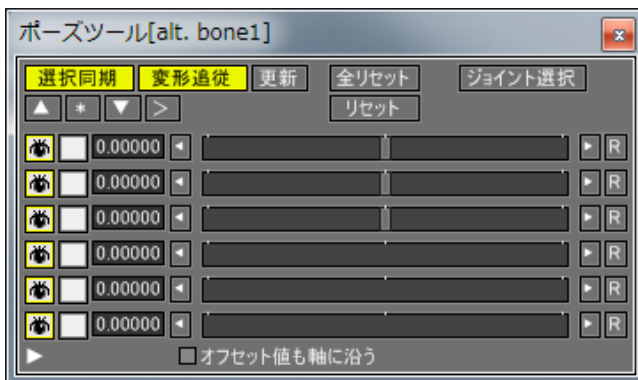 ポーズツール[alt. bone1]
選択同期 変形追従 更新 全リセット ジョイント選択
▲ * ▼ > リセット
0.00000 R
0.00000 R
0.00000 R
0.00000 R
0.00000 R
0.00000 R
オフセット値も軸に沿う